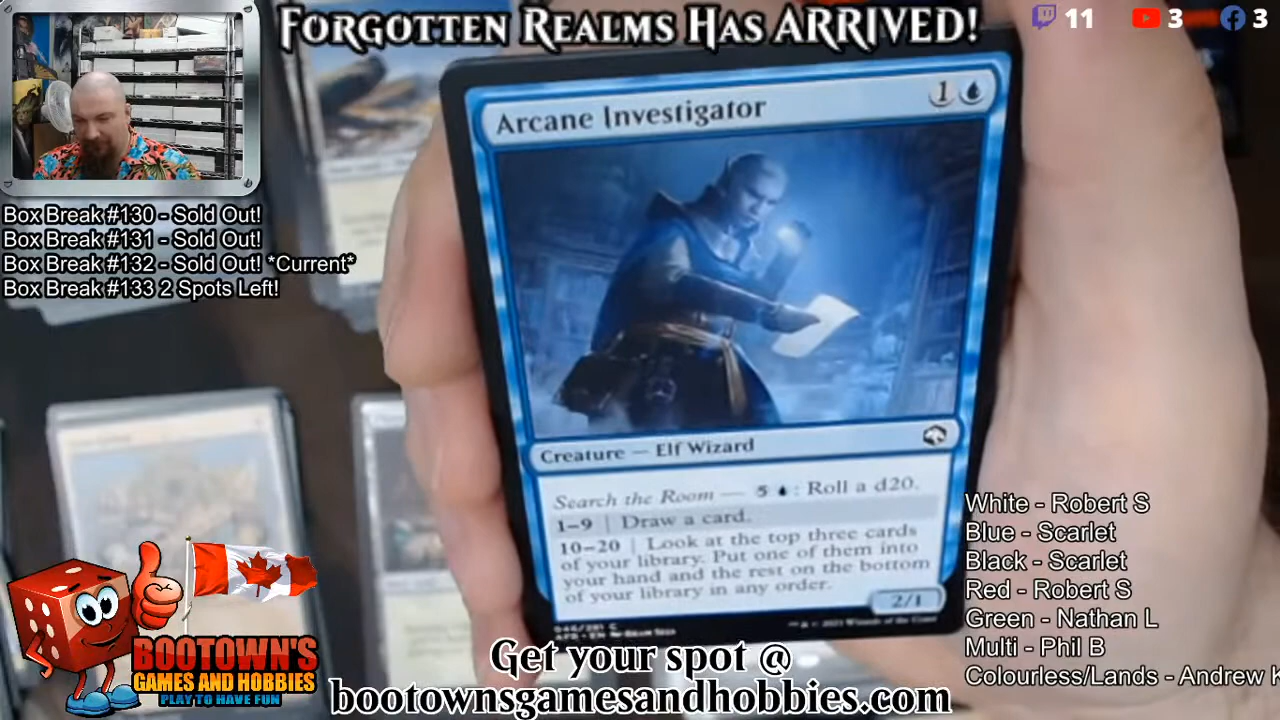 FORGOTTEN REALMS HAS ARRIVED!
11
3
3
Box Break #130 - Sold Out!
Box Break #131 - Sold Out!
Box Break #132 - Sold Out! *Current*
Box Break #133 2 Spots Left!
Arcane Investigator
1
Creature — Elf Wizard
Search the Room — 5 : Roll a d20.
1–9 | Draw a card.
10–20 | Look at the top three cards
of your library. Put one of them into
your hand and the rest on the bottom
of your library in any order.
2/1
White - Robert S
Blue - Scarlet
Black - Scarlet
Red - Robert S
Green - Nathan L
Multi - Phil B
Colourless/Lands - Andrew K
BOOTOWN'S
GAMES AND HOBBIES
PLAY TO HAVE FUN
Get your spot @
bootownsgamesandhobbies.com